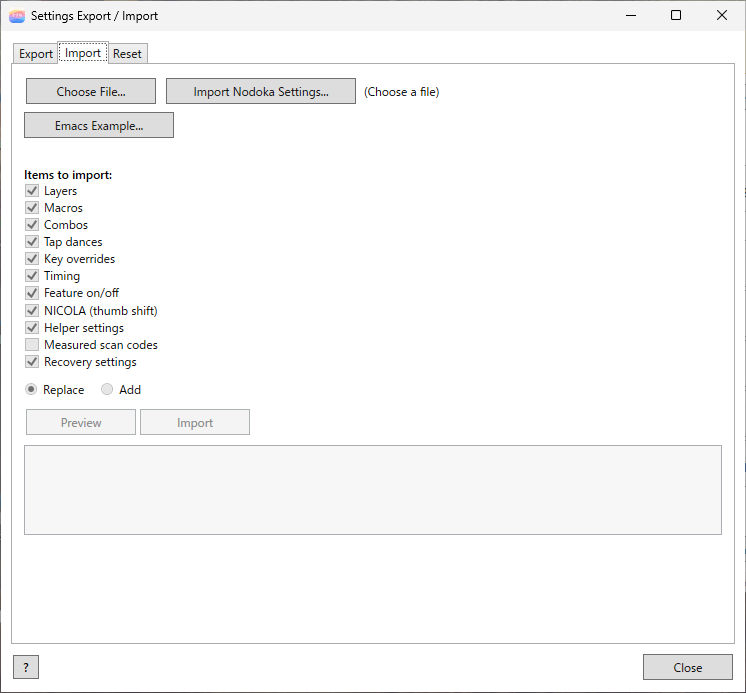 Settings Export / Import
Export Import Reset
Choose File... Import Nodoka Settings... (Choose a file)
Emacs Example...
Items to import:
Layers
Macros
Combos
Tap dances
Key overrides
Timing
Feature on/off
NICOLA (thumb shift)
Helper settings
Measured scan codes
Recovery settings
Replace Add
Preview Import
? Close